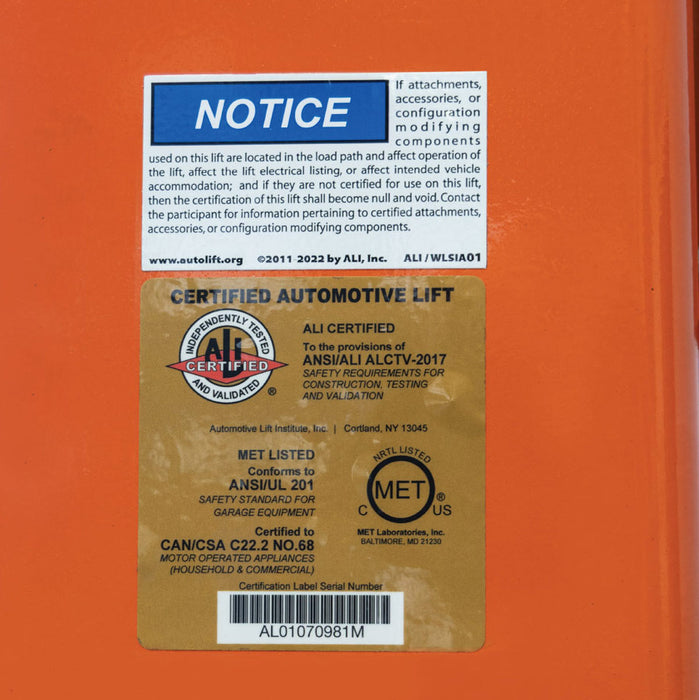 NOTICE
If attachments,
accessories, or
configuration
modifying
components
used on this lift are located in the load path and affect operation of
the lift, affect the lift electrical listing, or affect intended vehicle
accommodation; and if they are not certified for use on this lift,
then the certification of this lift shall become null and void. Contact
the participant for information pertaining to certified attachments,
accessories, or configuration modifying components.
www.autolift.org ©2011-2022 by ALI, Inc. ALI / WLSIA01
CERTIFIED AUTOMOTIVE LIFT
INDEPENDENTLY TESTED
ALI
CERTIFIED
AND VALIDATED
®
ALI CERTIFIED
To the provisions of
ANSI/ALI ALCTV-2017
SAFETY REQUIREMENTS FOR
CONSTRUCTION, TESTING
AND VALIDATION
Automotive Lift Institute, Inc. | Cortland, NY 13045
MET LISTED
Conforms to
ANSI/UL 201
SAFETY STANDARD FOR
GARAGE EQUIPMENT
Certified to
CAN/CSA C22.2 NO.68
MOTOR OPERATED APPLIANCES
(HOUSEHOLD & COMMERCIAL)
NRTL LISTED
MET ®
C US
MET Laboratories, Inc.
BALTIMORE, MD 21230
Certification Label Serial Number
AL01070981M